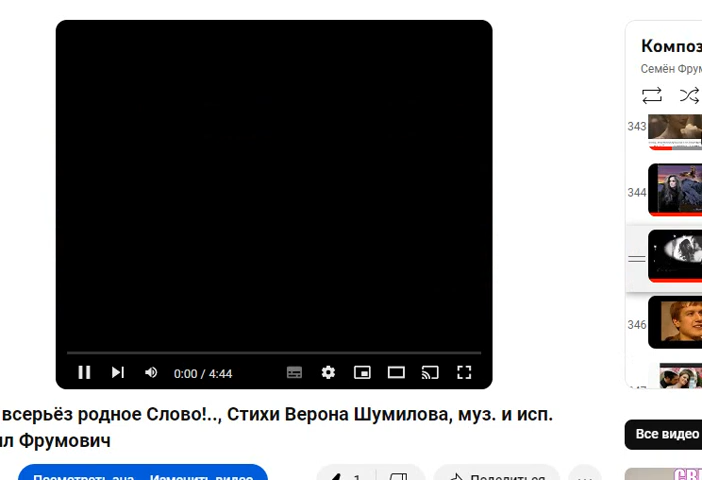 0:00 / 4:44
всерьёз родное Слово!.., Стихи Верона Шумилова, муз. и исп.
Фрумович
1
Поделиться
Посмотреть ана... Изменить видео
Композ
Семён Фрум
343
344
346
Все видео